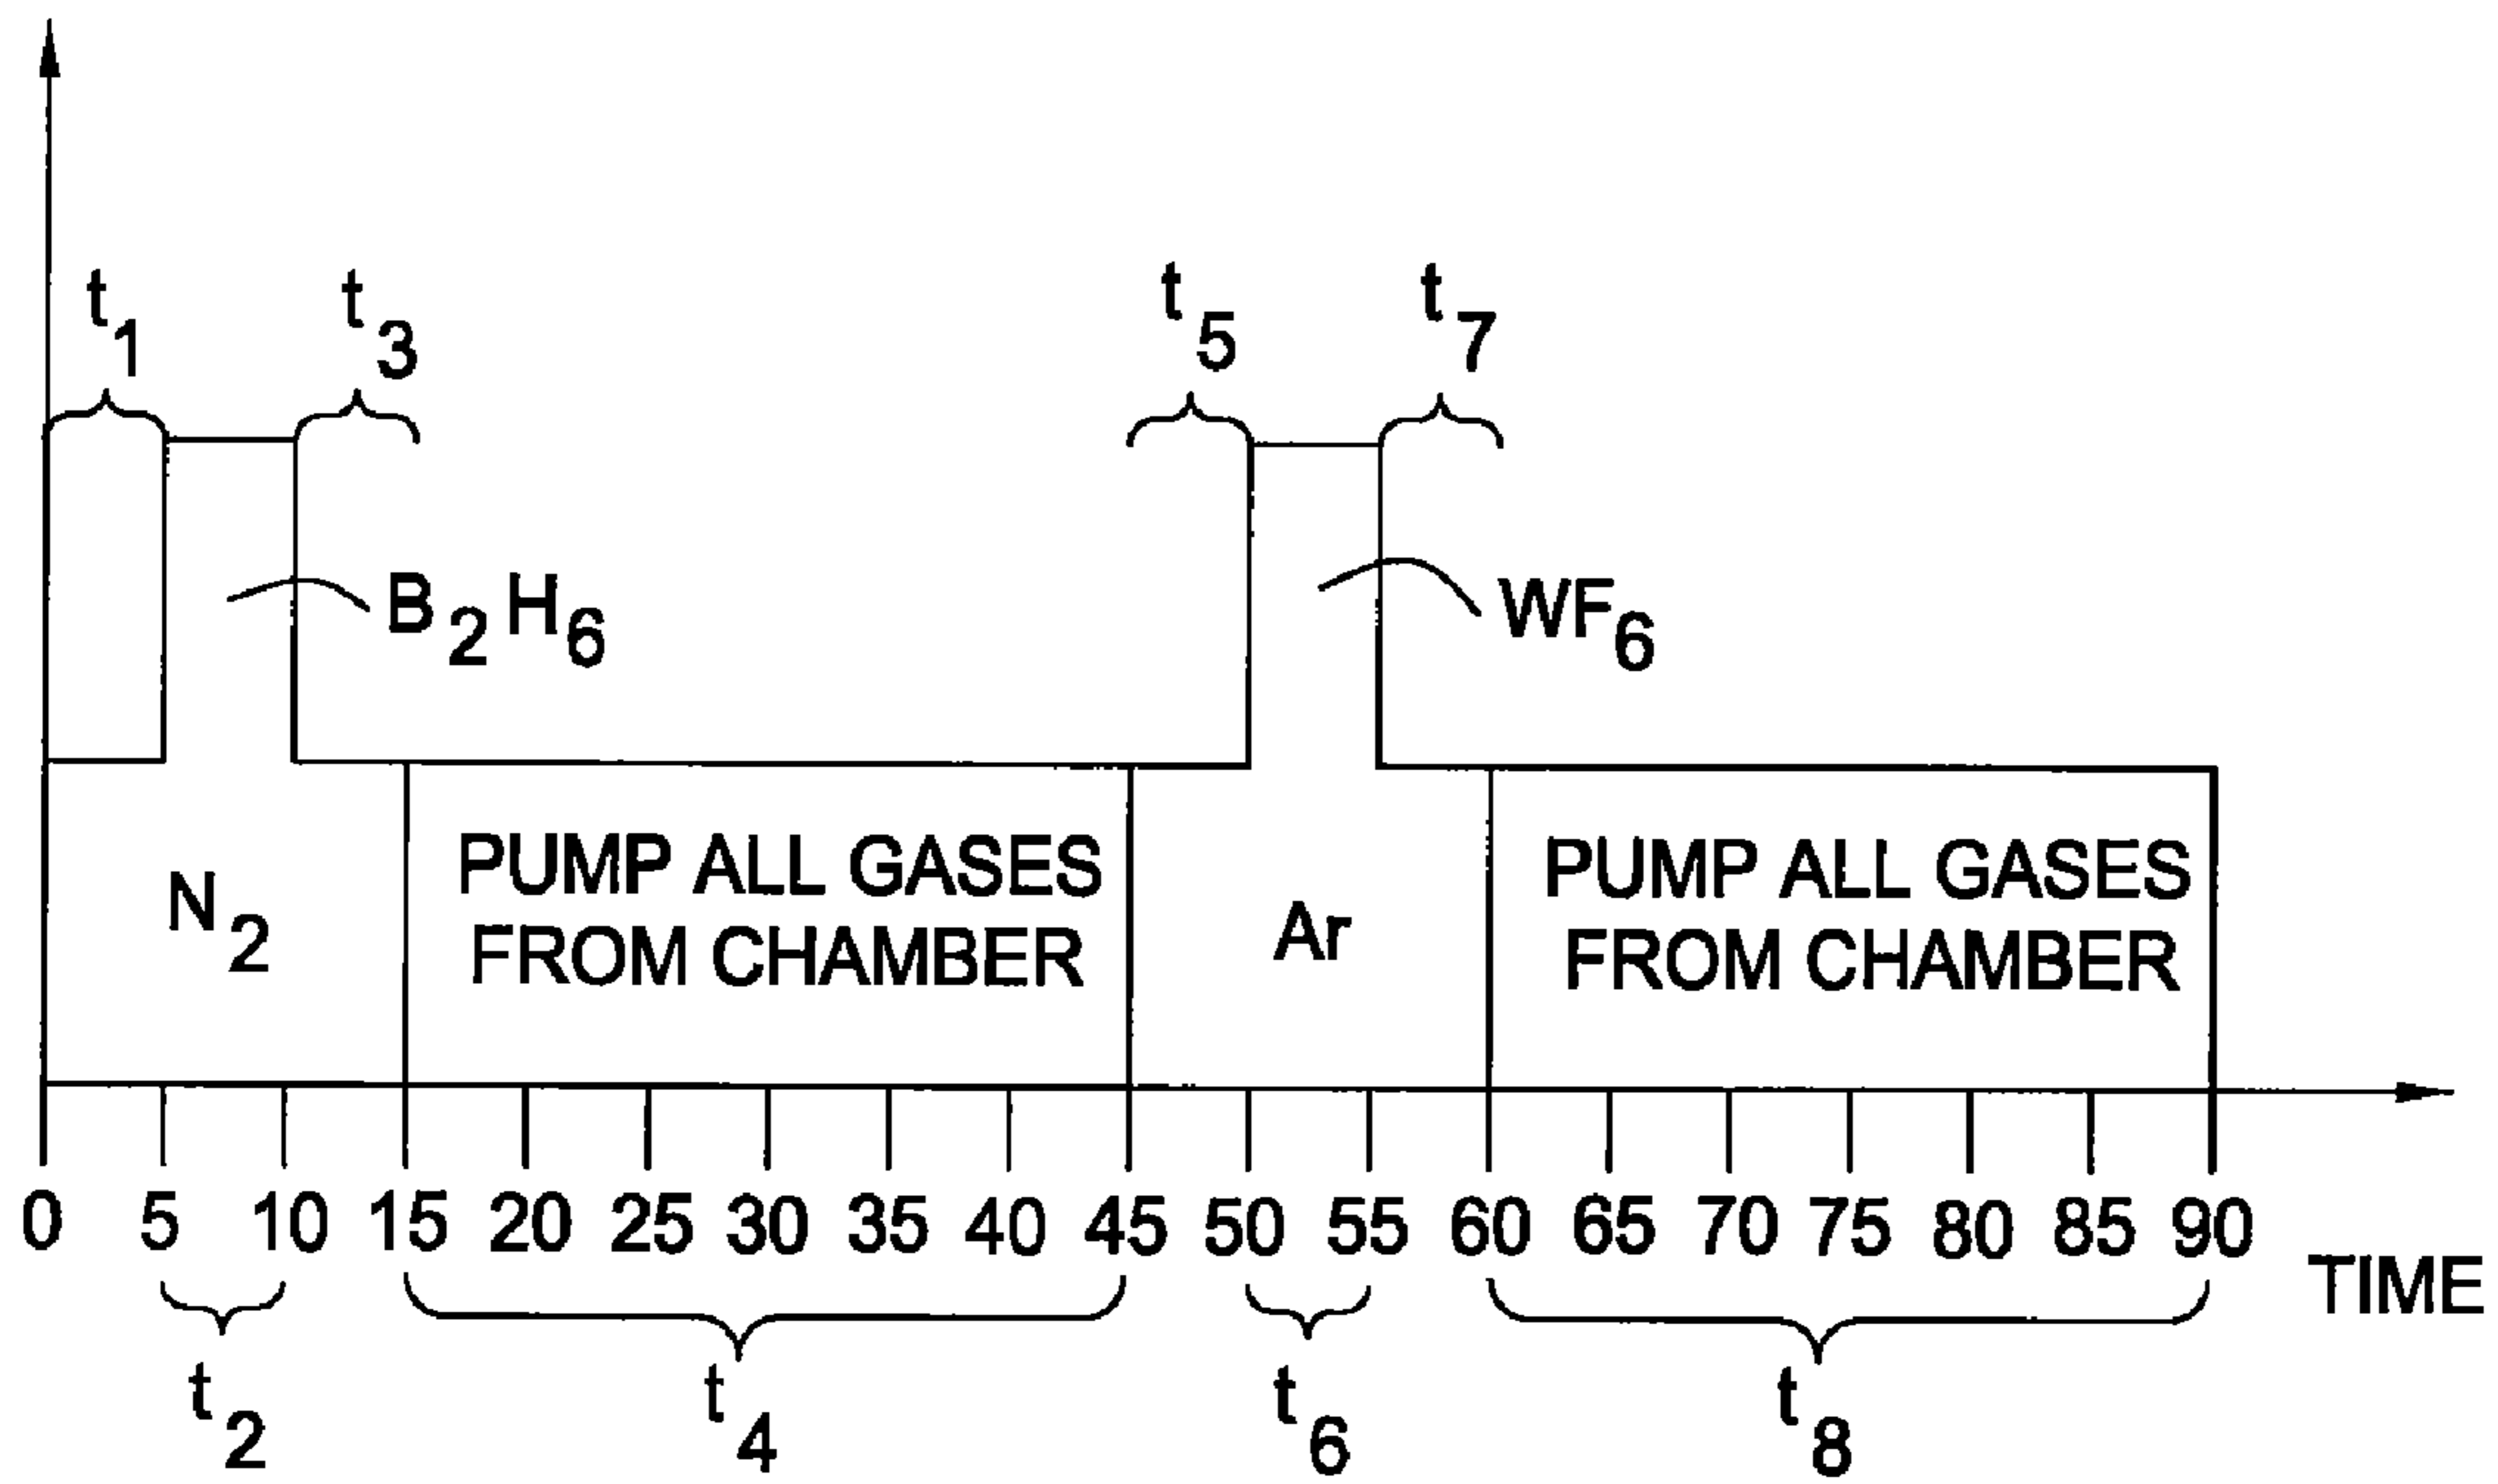 t1 t3 t5 t7
B2H6 WF6
N2 PUMP ALL GASES FROM CHAMBER Ar PUMP ALL GASES FROM CHAMBER
0 5 10 15 20 25 30 35 40 45 50 55 60 65 70 75 80 85 90
TIME
t2 t4 t6 t8